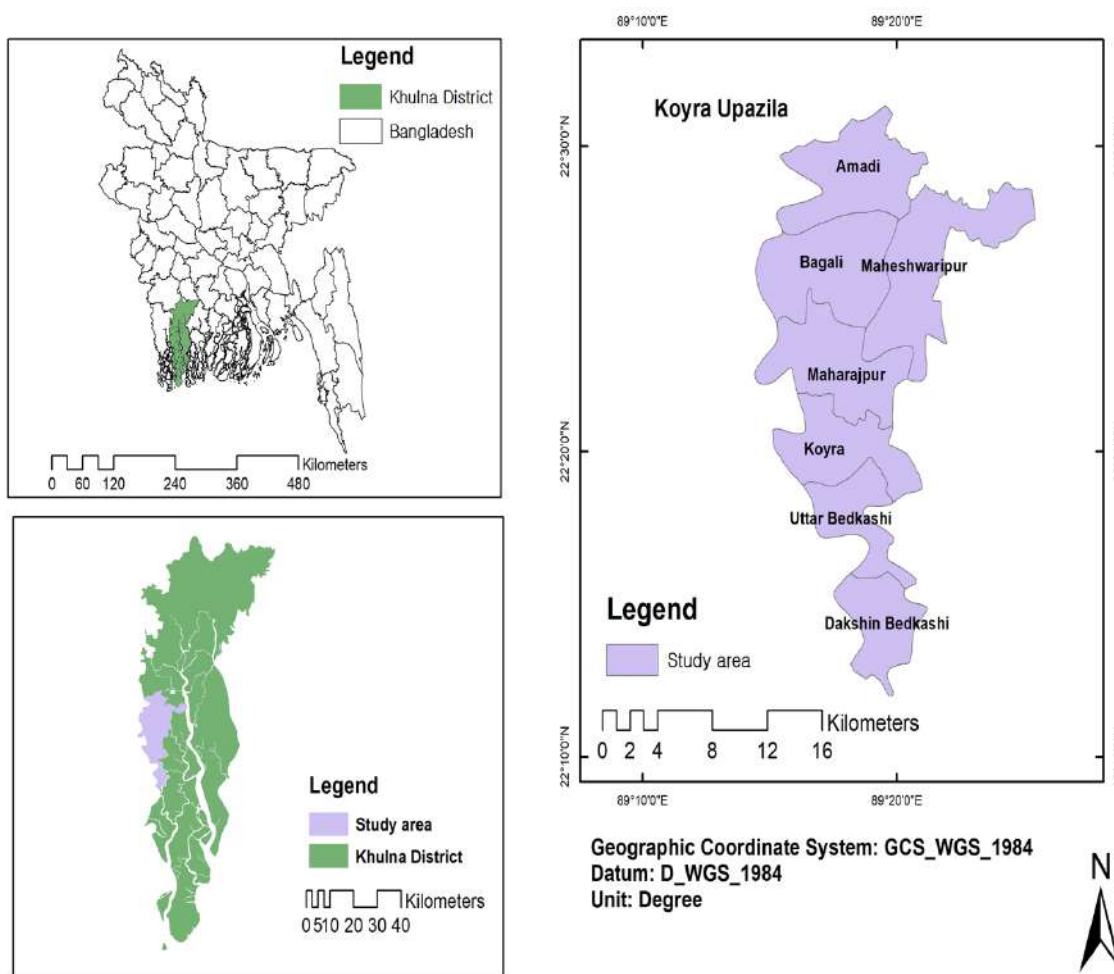 Legend
Khulna District
Bangladesh
Kilometers
0 60 120 240 360 480
Legend
Study area
Khulna District
Kilometers
0 5 10 20 30 40
89°10'0"E 89°20'0"E
Koyra Upazila
22°30'0"N
22°20'0"N
22°10'0"N
Amadi
Bagali
Maheshwaripur
Maharajpur
Koyra
Uttar Bedkashi
Dakshin Bedkashi
Legend
Study area
Kilometers
0 2 4 8 12 16
89°10'0"E 89°20'0"E
Geographic Coordinate System: GCS_WGS_1984
Datum: D_WGS_1984
Unit: Degree
N